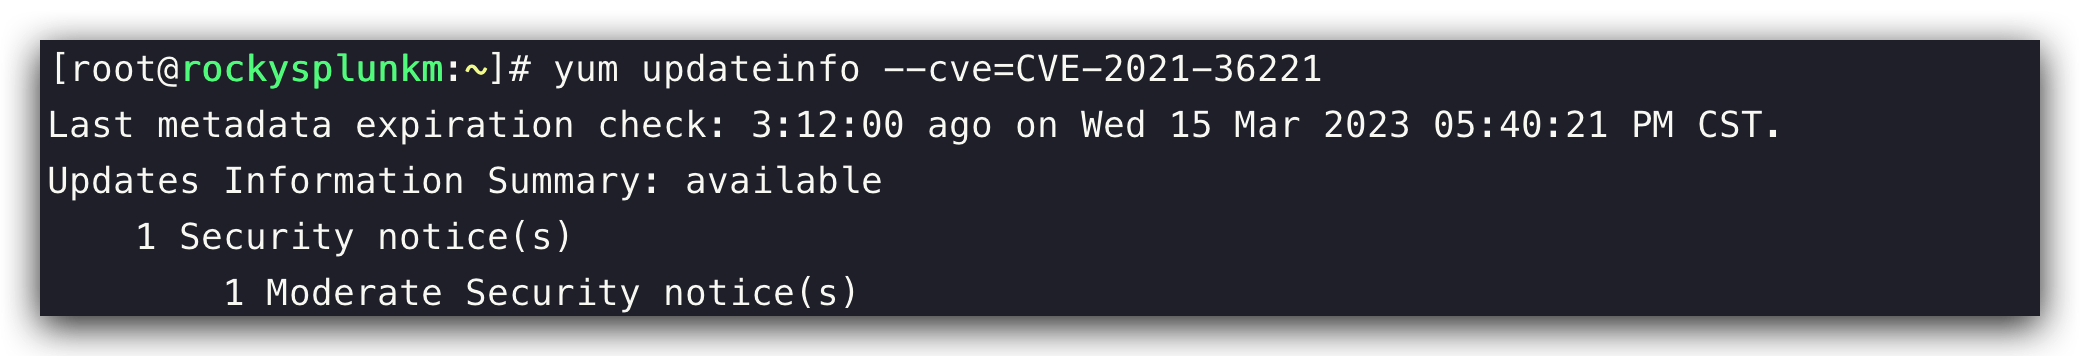 [root@rockysplunkm:~]# yum updateinfo --cve=CVE-2021-36221
Last metadata expiration check: 3:12:00 ago on Wed 15 Mar 2023 05:40:21 PM CST.
Updates Information Summary: available
    1 Security notice(s)
        1 Moderate Security notice(s)